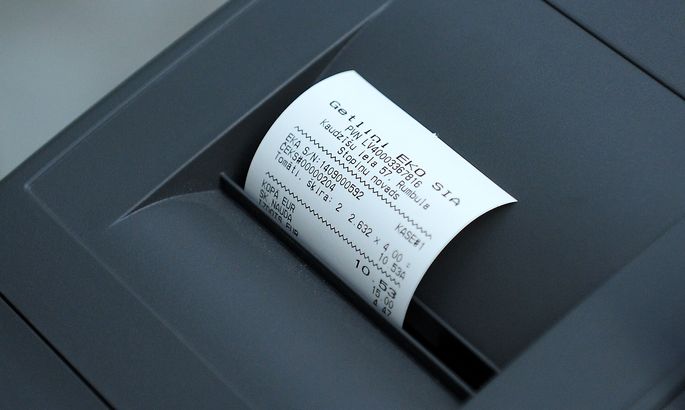 Getlini EKO SIA
PVN LV40003367816
Kaudzīšu iela 57, Rumbula
Stopiņu novads
EKA S/N:1409000592
ČEKS#00000204 KASE#1
Tomāti. šķira: 2 2.632 x 4.00 =
10.53A
KOPĀ EUR 10.53
SK.NAUDA 15.00
IZDOTS EUR 4.47